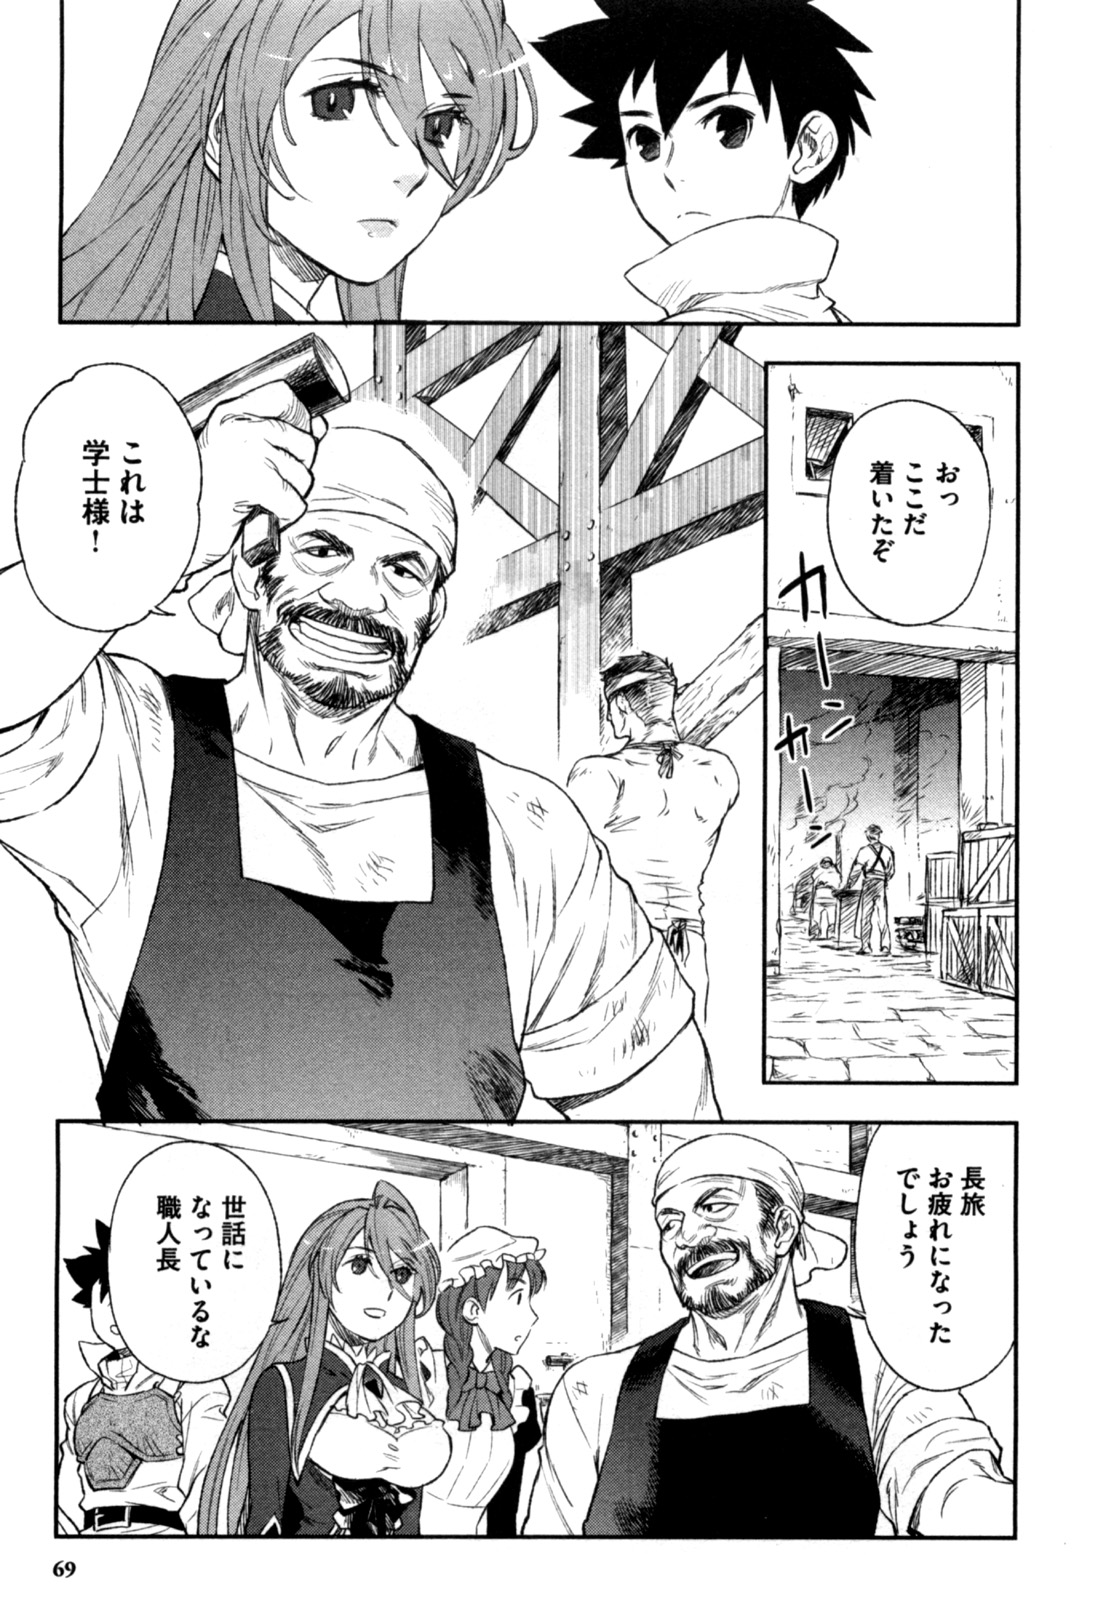 おっ
ここだ
着いたぞ
カーン
カーン
これは
学士様！
長旅
お疲れになった
でしょう
世話に
なっているな
職人長
69